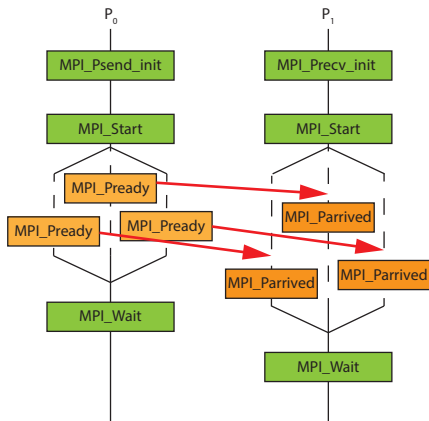 P0
P1
MPI_Psend_init
MPI_Precv_init
MPI_Start
MPI_Start
MPI_Pready
MPI_Parrived
MPI_Pready
MPI_Pready
MPI_Parrived
MPI_Parrived
MPI_Wait
MPI_Wait